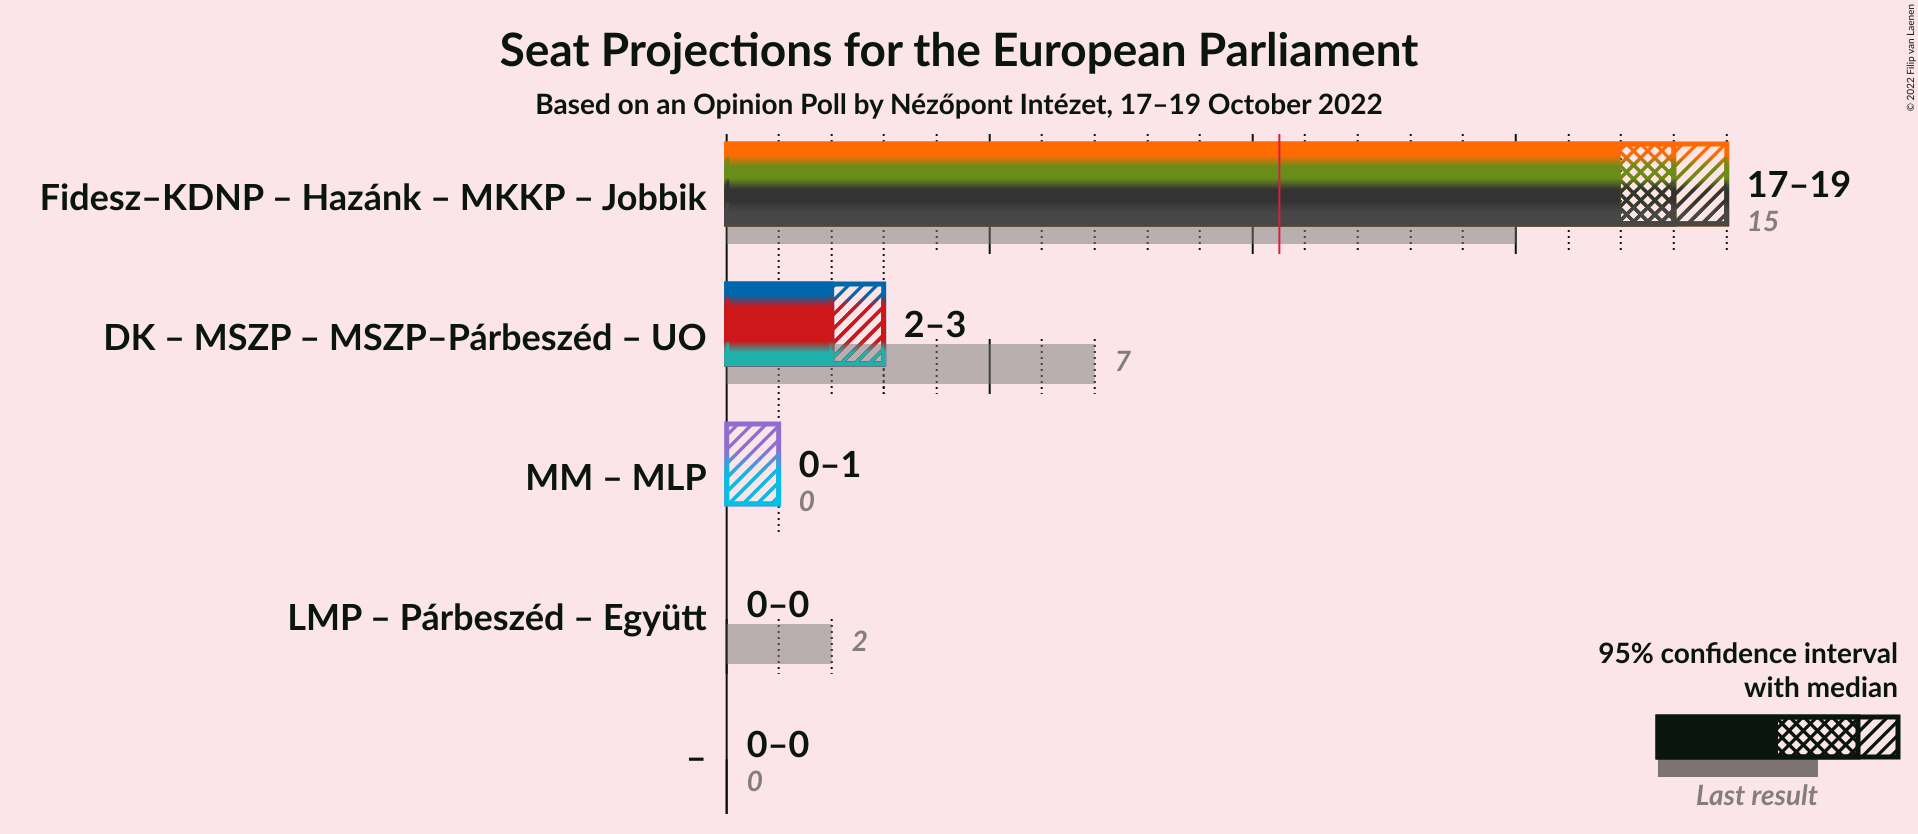 Seat Projections for the European Parliament
Based on an Opinion Poll by Nézőpont Intézet, 17–19 October 2022
© 2022 Filip van Laenen
Fidesz–KDNP – Hazánk – MKKP – Jobbik
17–19
15
DK – MSZP – MSZP–Párbeszéd – UO
2–3
7
MM – MLP
0–1
0
LMP – Párbeszéd – Együtt
0–0
2
–
0–0
0
95% confidence interval
with median
Last result